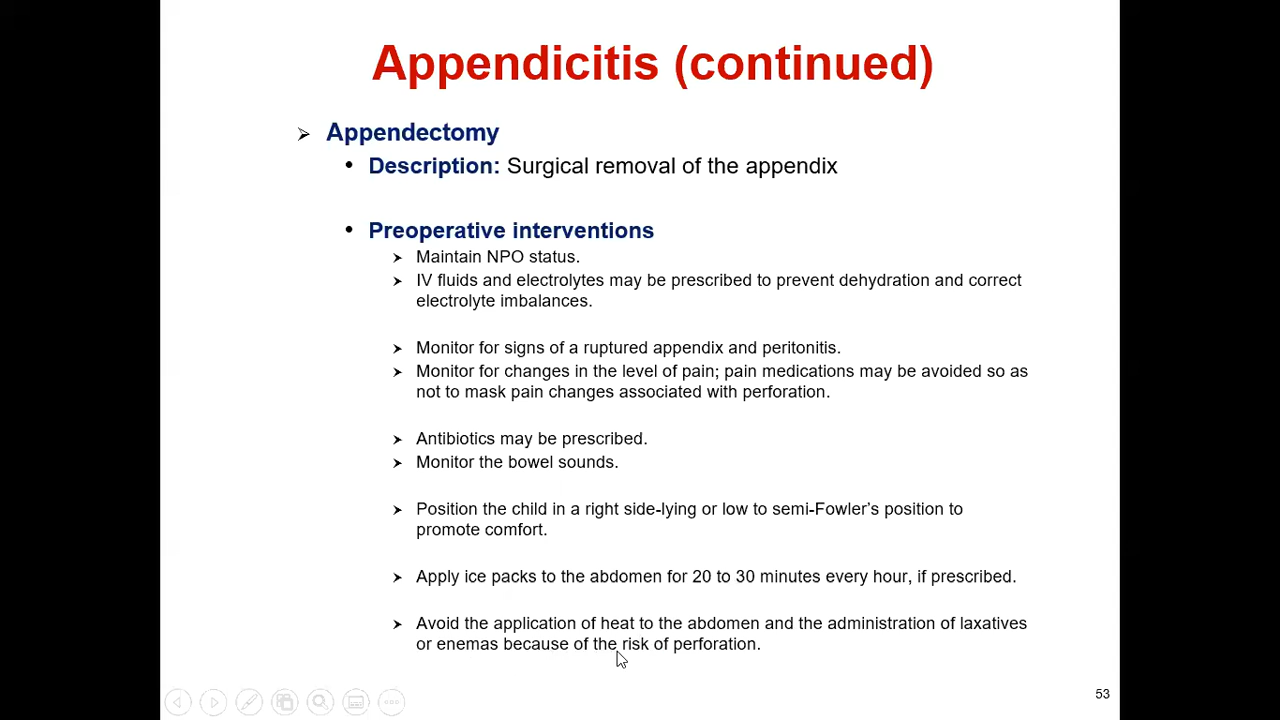 Appendicitis (continued)
Appendectomy
Description: Surgical removal of the appendix
Preoperative interventions
Maintain NPO status.
IV fluids and electrolytes may be prescribed to prevent dehydration and correct
electrolyte imbalances.
Monitor for signs of a ruptured appendix and peritonitis.
Monitor for changes in the level of pain; pain medications may be avoided so as
not to mask pain changes associated with perforation.
Antibiotics may be prescribed.
Monitor the bowel sounds.
Position the child in a right side-lying or low to semi-Fowler's position to
promote comfort.
Apply ice packs to the abdomen for 20 to 30 minutes every hour, if prescribed.
Avoid the application of heat to the abdomen and the administration of laxatives
or enemas because of the risk of perforation.
53